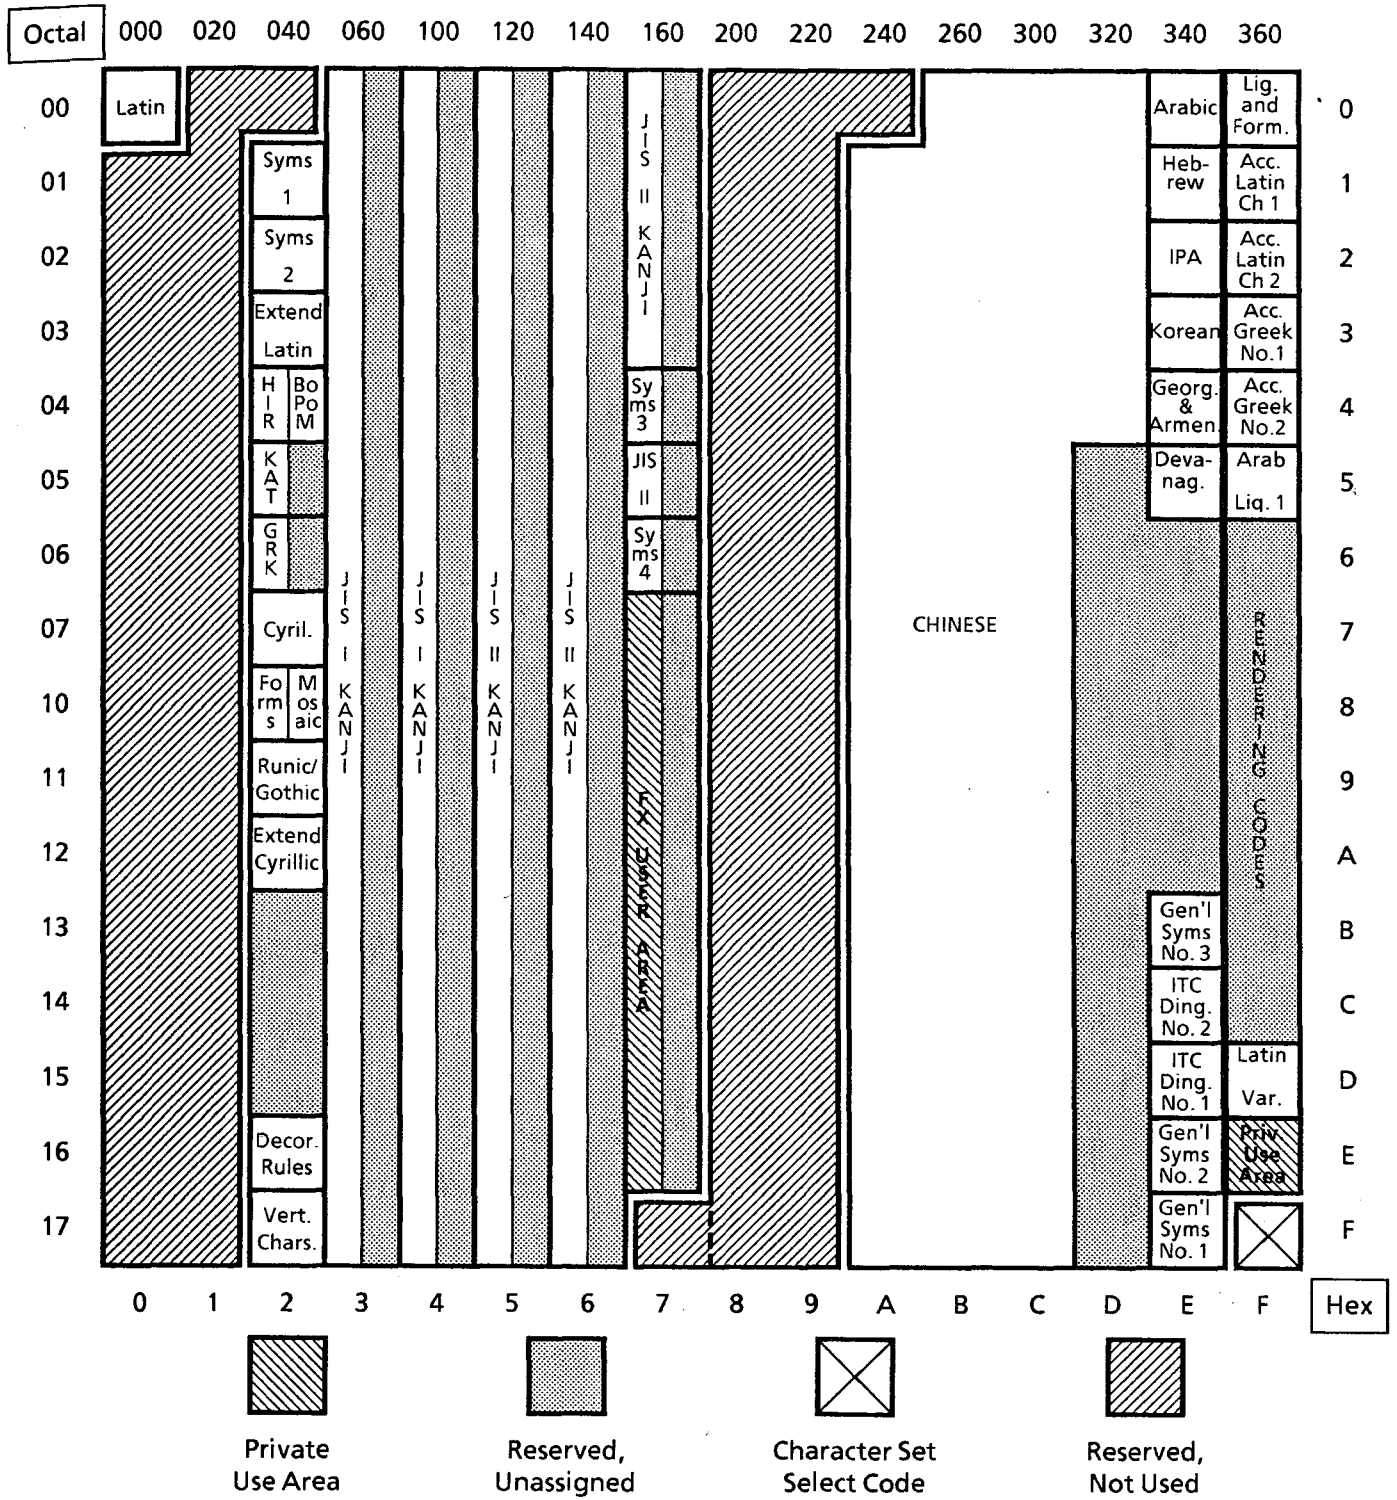 Octal 000 020 040 060 100 120 140 160 200 220 240 260 300 320 340 360
00 Latin Arabic Lig. and Form. 0
01 Syms 1 Heb- rew Acc. Latin Ch 1 1
02 Syms 2 IPA Acc. Latin Ch 2 2
03 Extend Latin Korean Acc. Greek No.1 3
04 HIR BoPoM Syms3 Georg. & Armen. Acc. Greek No.2 4
05 KAT JIS II Deva- nag. Arab Lig. 1 5
06 GRK Syms4 6
07 Cyril. 7
10 Forms Mosaic 8
11 Runic/ Gothic 9
12 Extend Cyrillic A
13 Gen'l Syms No. 3 B
14 ITC Ding. No. 2 C
15 ITC Ding. No. 1 Latin Var. D
16 Decor. Rules Gen'l Syms No. 2 Priv. Use Area E
17 Vert. Chars. Gen'l Syms No. 1 F
JIS I KANJI
JIS I KANJI
JIS II KANJI
JIS II KANJI
JIS II KANJI
FX USER AREA
CHINESE
RENDERING CODES
0 1 2 3 4 5 6 7 8 9 A B C D E F Hex
Private
Use Area
Reserved,
Unassigned
Character Set
Select Code
Reserved,
Not Used